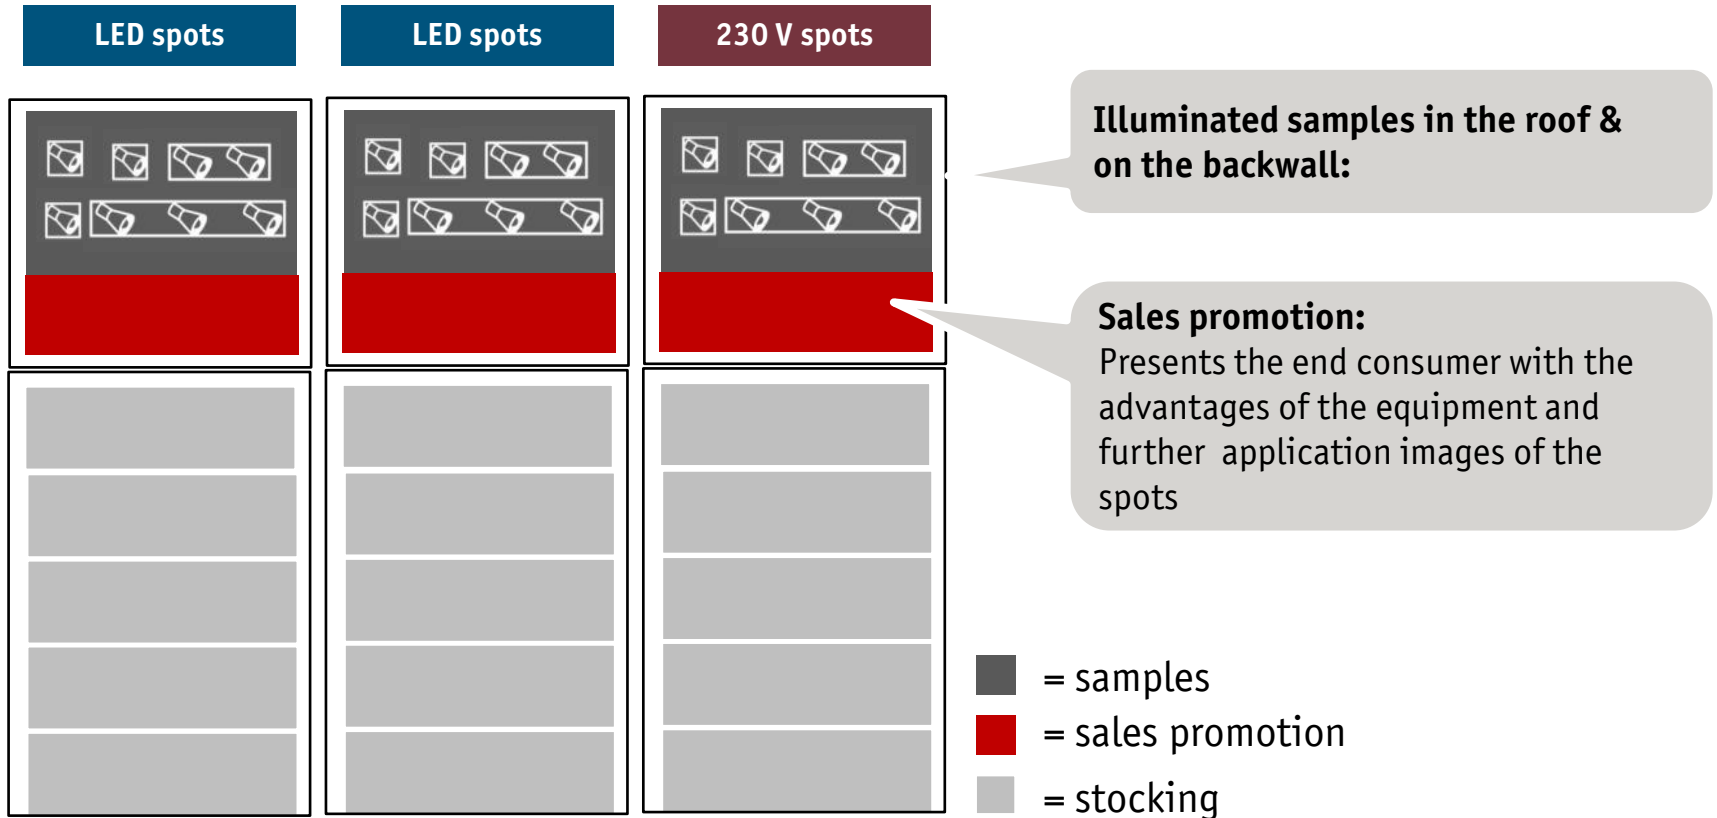 LED spots
LED spots
230 V spots
Illuminated samples in the roof &
on the backwall:
Sales promotion:
Presents the end consumer with the
advantages of the equipment and
further  application images of the
spots
= samples
= sales promotion
= stocking